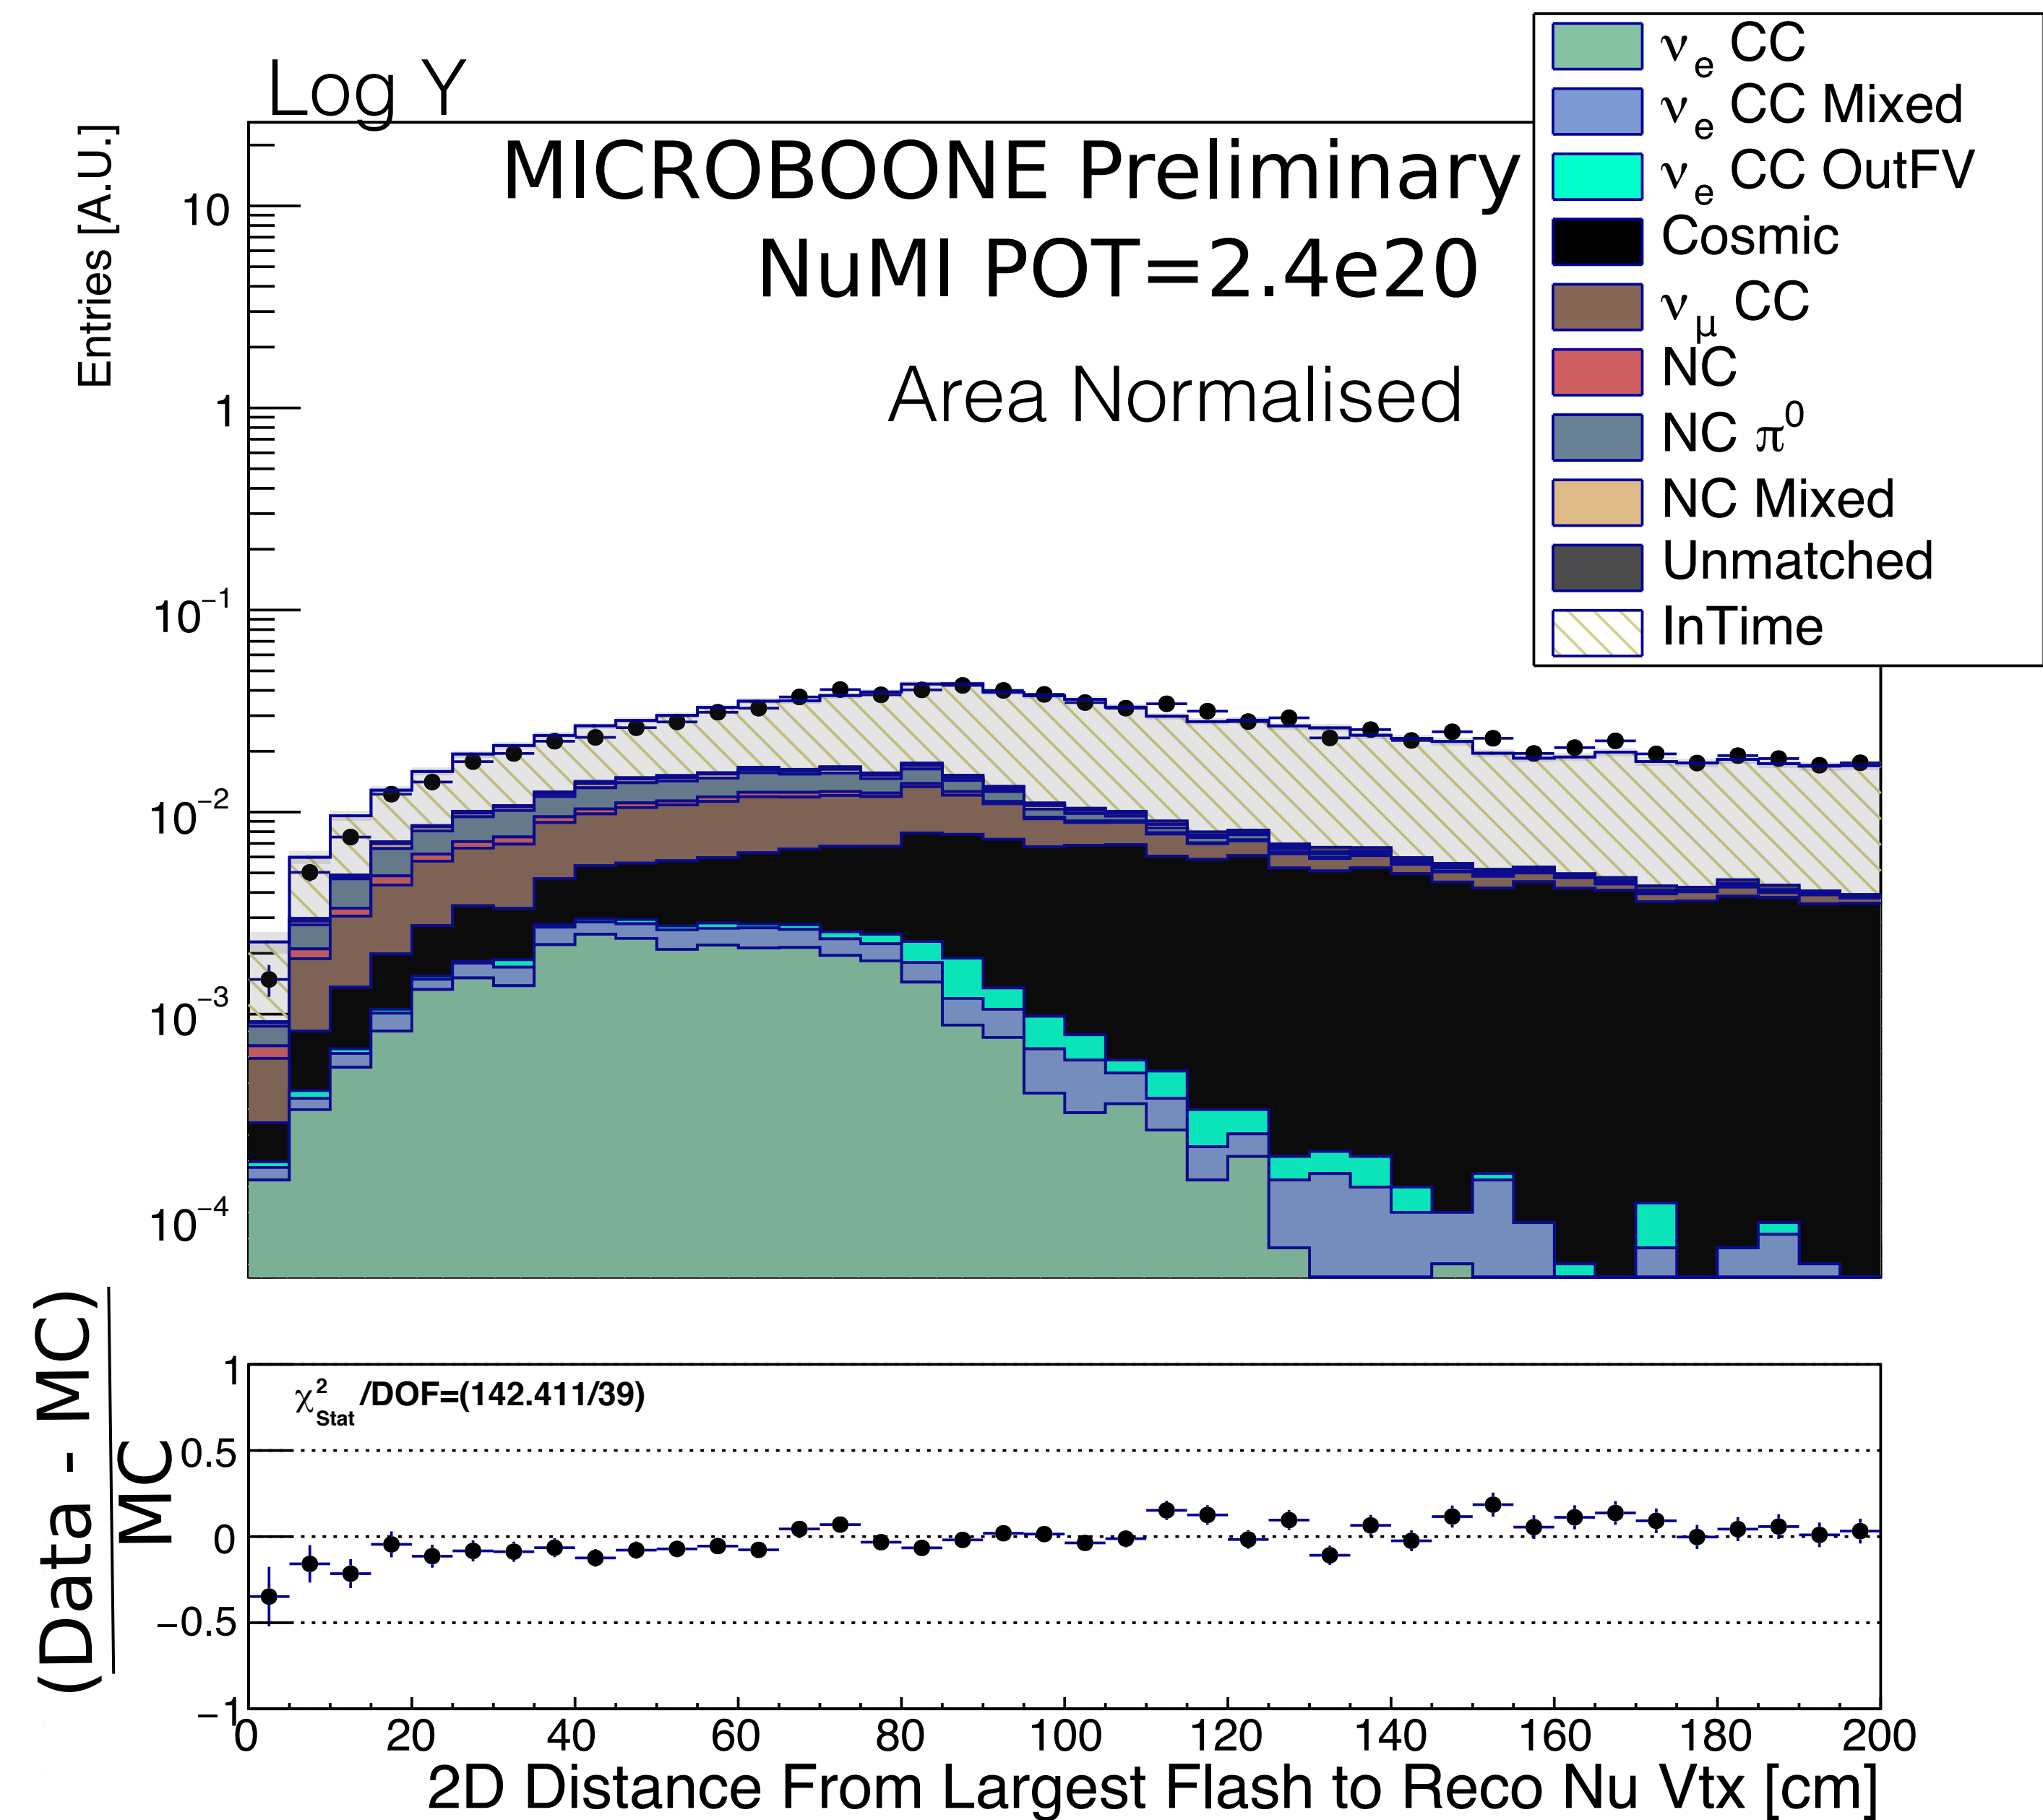 Log Y
Entries [A.U.]
MICROBOONE Preliminary
NuMI POT=2.4e20
Area Normalised
νe CC
νe CC Mixed
νe CC OutFV
Cosmic
νμ CC
NC
NC π⁰
NC Mixed
Unmatched
InTime
10
1
10⁻¹
10⁻²
10⁻³
10⁻⁴
(Data - MC)
MC
χ²Stat/DOF=(142.411/39)
1
0.5
0
−0.5
−1
0 20 40 60 80 100 120 140 160 180 200
2D Distance From Largest Flash to Reco Nu Vtx [cm]